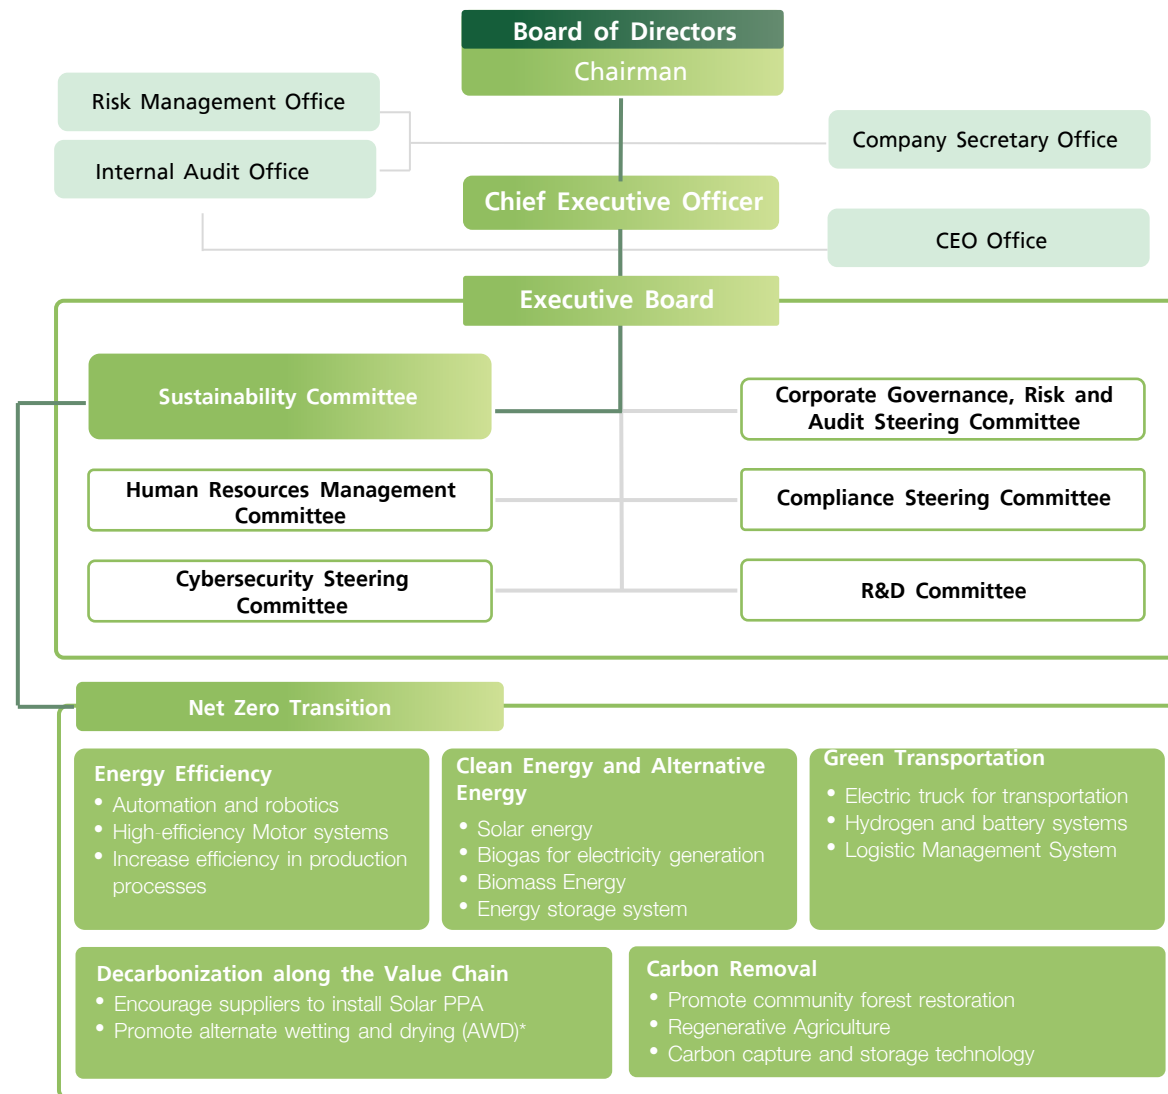 Board of Directors
Chairman
Risk Management Office
Internal Audit Office
Company Secretary Office
Chief Executive Officer
CEO Office
Executive Board
Sustainability Committee
Corporate Governance, Risk and
Audit Steering Committee
Human Resources Management
Committee
Compliance Steering Committee
Cybersecurity Steering
Committee
R&D Committee
Net Zero Transition
Energy Efficiency
• Automation and robotics
• High-efficiency Motor systems
• Increase efficiency in production
processes
Clean Energy and Alternative
Energy
• Solar energy
• Biogas for electricity generation
• Biomass Energy
• Energy storage system
Green Transportation
• Electric truck for transportation
• Hydrogen and battery systems
• Logistic Management System
Decarbonization along the Value Chain
• Encourage suppliers to install Solar PPA
• Promote alternate wetting and drying (AWD)*
Carbon Removal
• Promote community forest restoration
• Regenerative Agriculture
• Carbon capture and storage technology